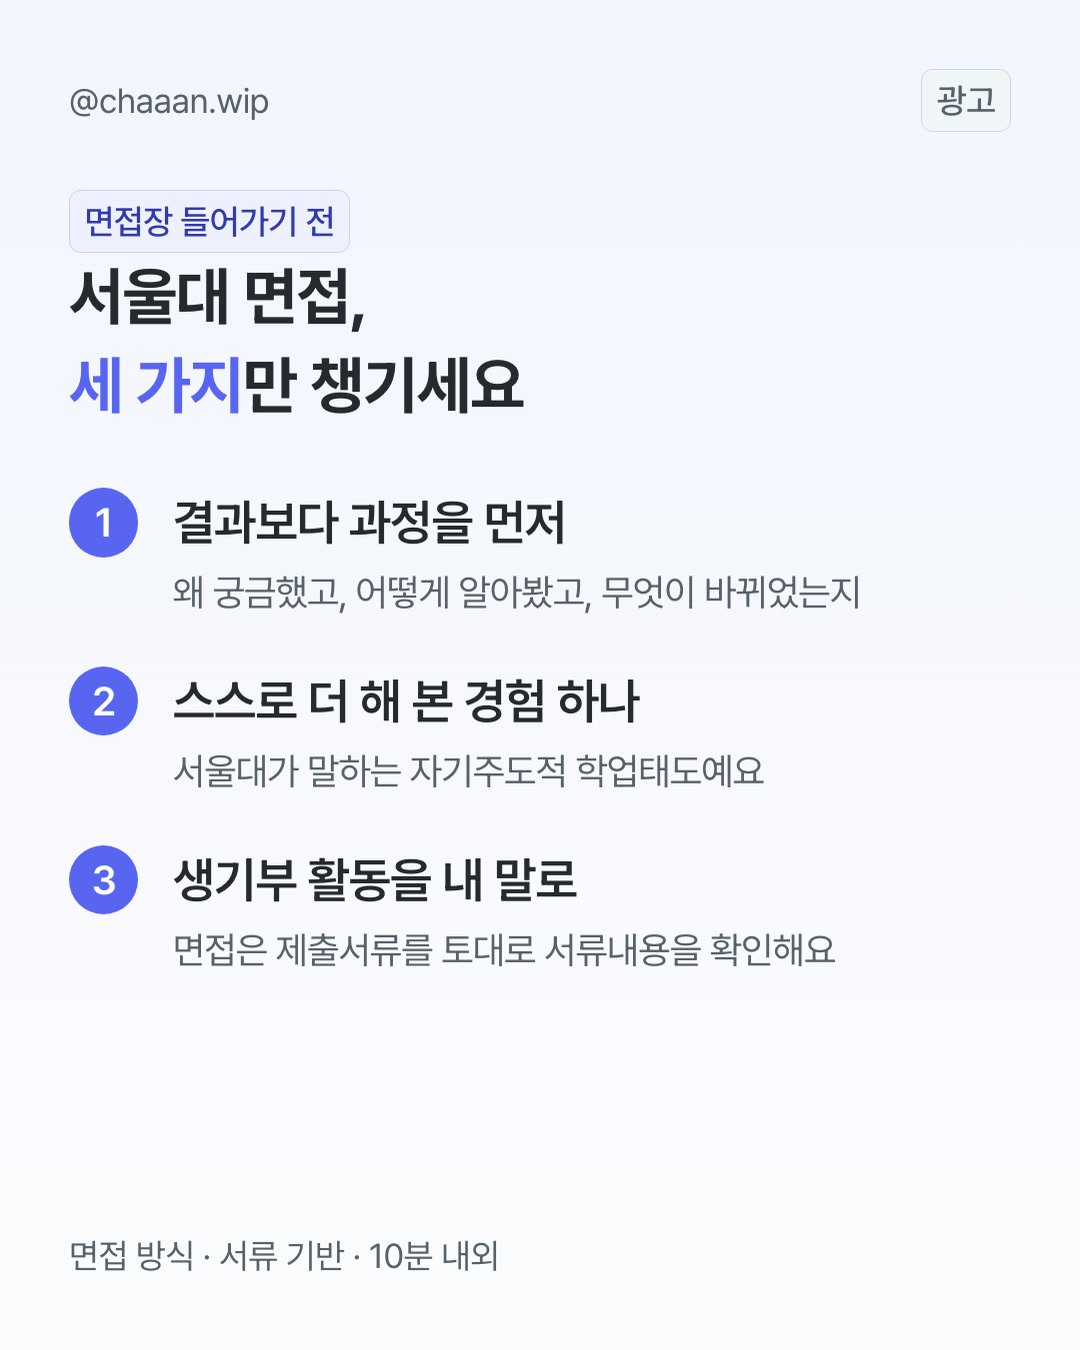 @chaaan.wip
광고
면접장 들어가기 전
서울대 면접,
세 가지만 챙기세요
1
결과보다 과정을 먼저
왜 궁금했고, 어떻게 알아봤고, 무엇이 바뀌었는지
2
스스로 더 해 본 경험 하나
서울대가 말하는 자기주도적 학업태도예요
3
생기부 활동을 내 말로
면접은 제출서류를 토대로 서류내용을 확인해요
면접 방식 · 서류 기반 · 10분 내외